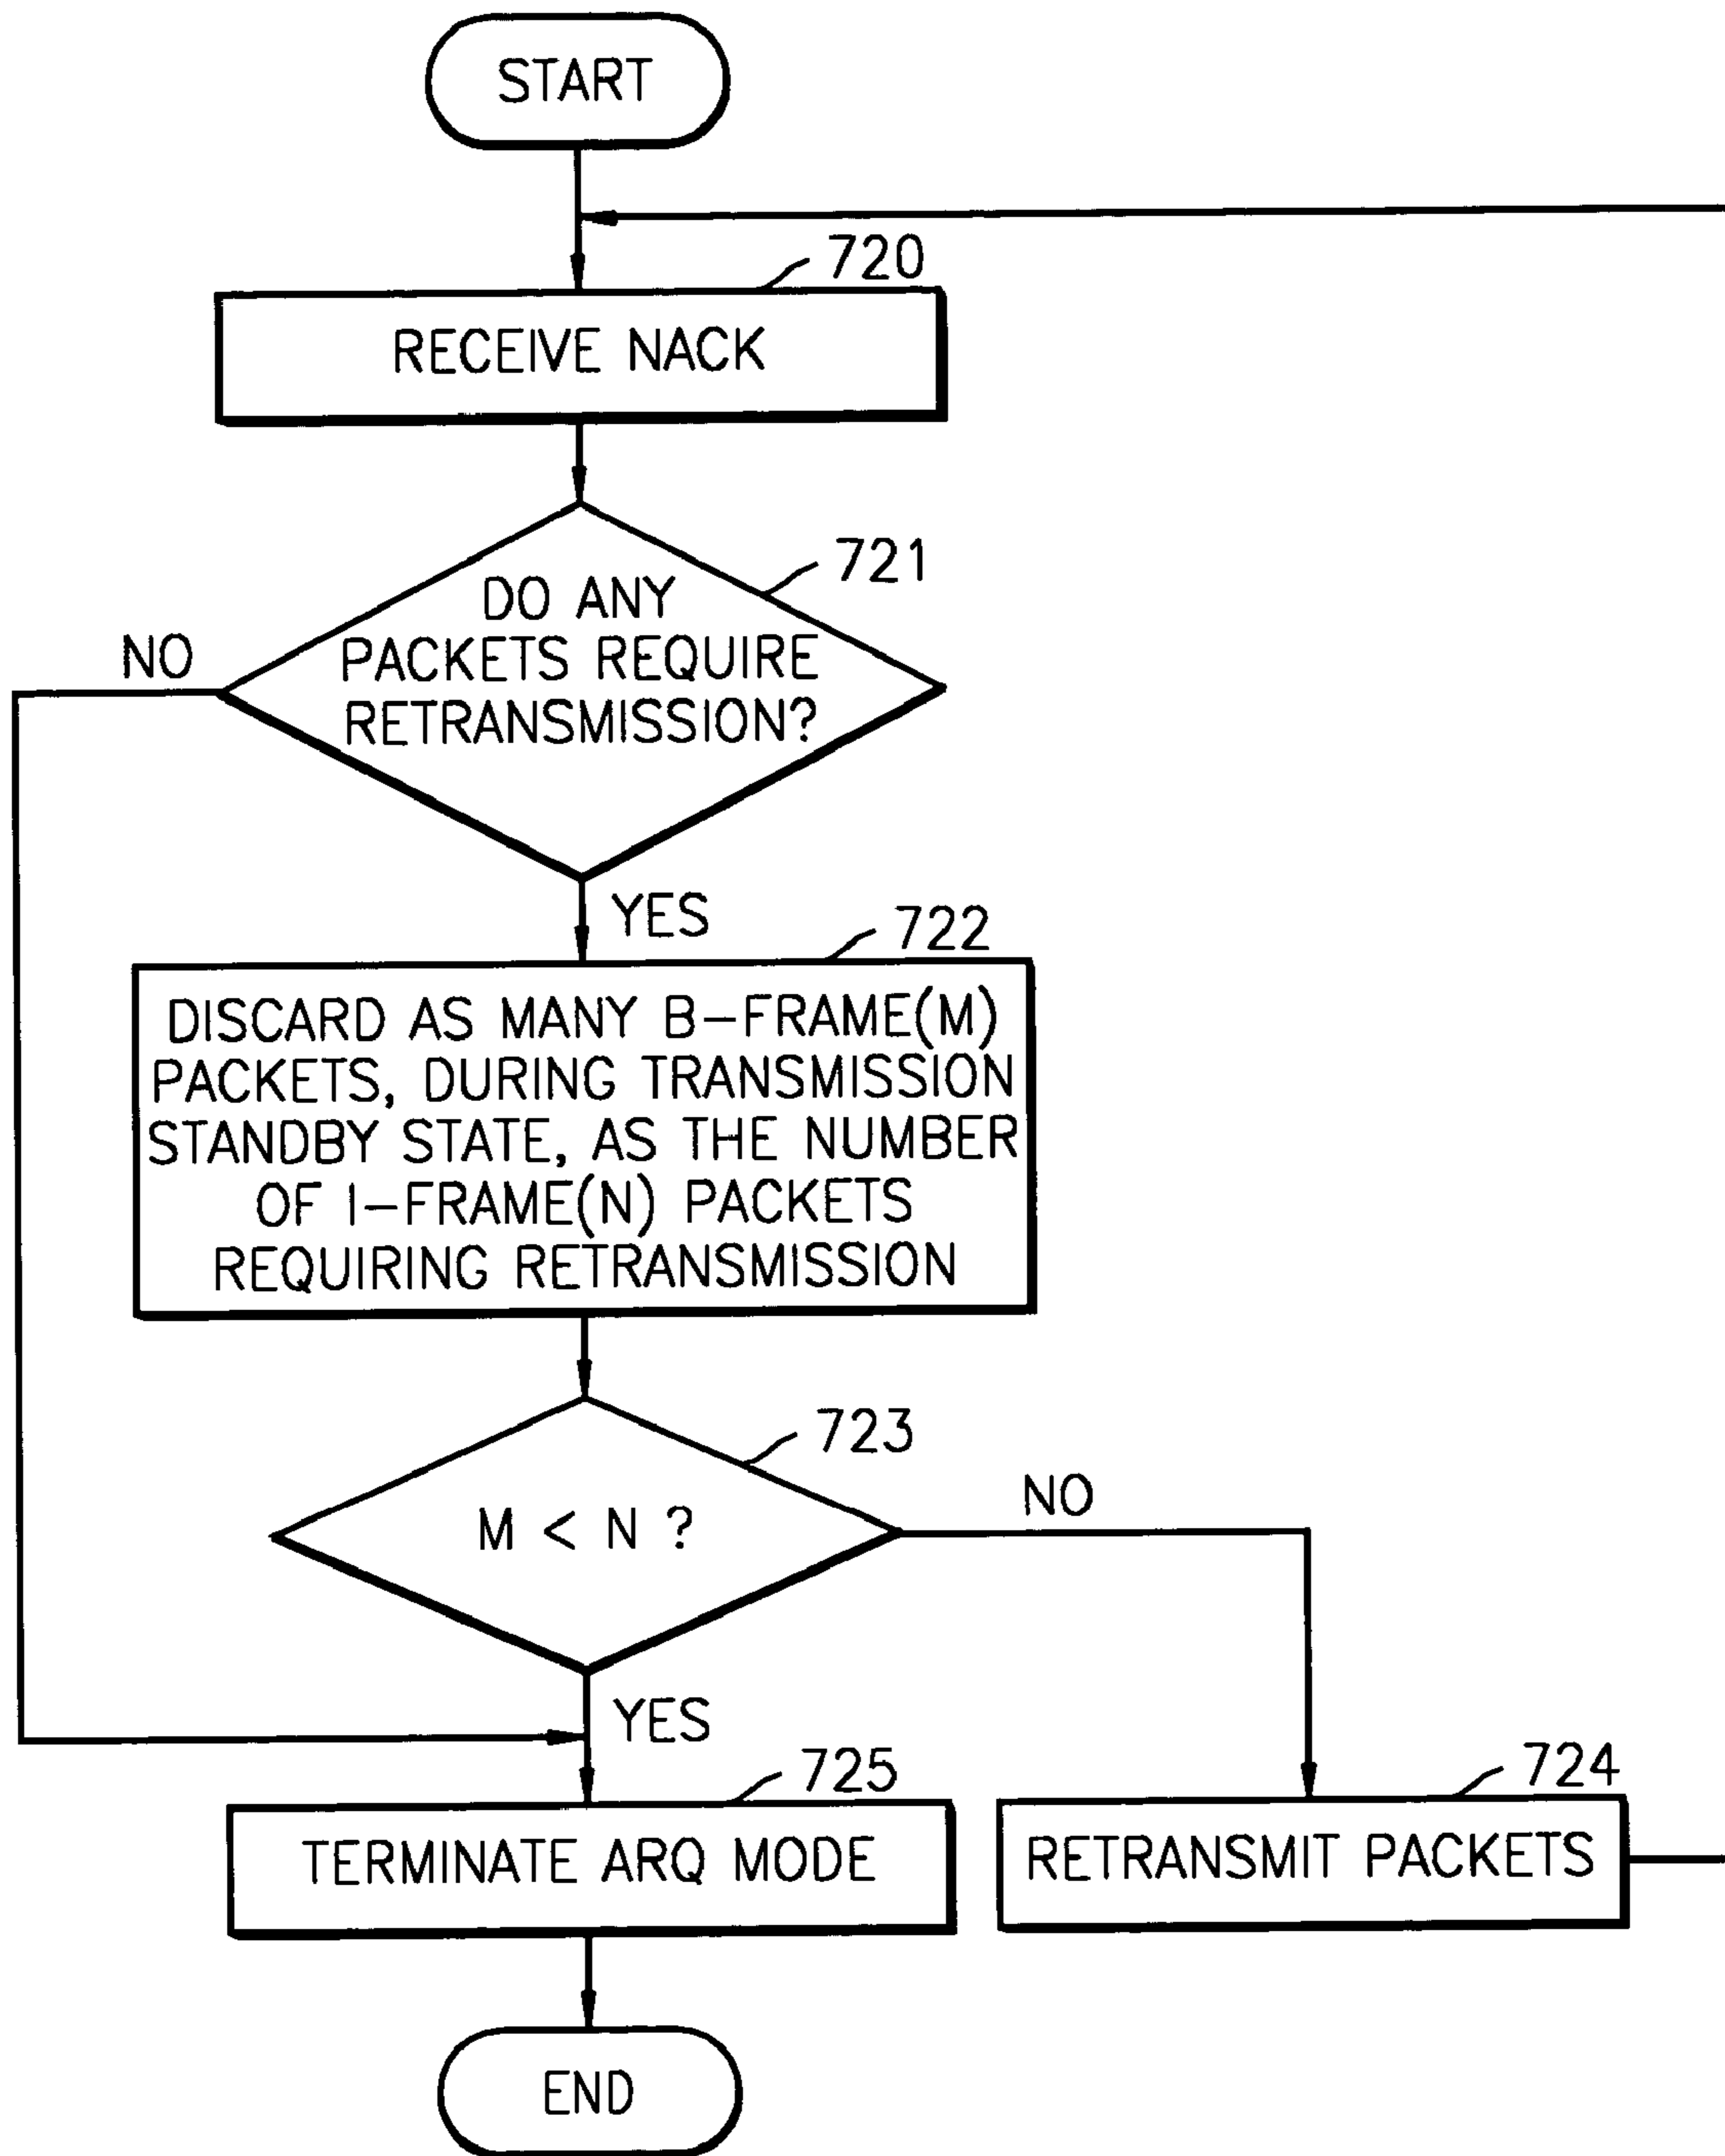 START
720
RECEIVE NACK
721
DO ANY
PACKETS REQUIRE
RETRANSMISSION?
NO
YES
722
DISCARD AS MANY B-FRAME(M)
PACKETS, DURING TRANSMISSION
STANDBY STATE, AS THE NUMBER
OF I-FRAME(N) PACKETS
REQUIRING RETRANSMISSION
723
M < N ?
NO
YES
725
TERMINATE ARQ MODE
724
RETRANSMIT PACKETS
END